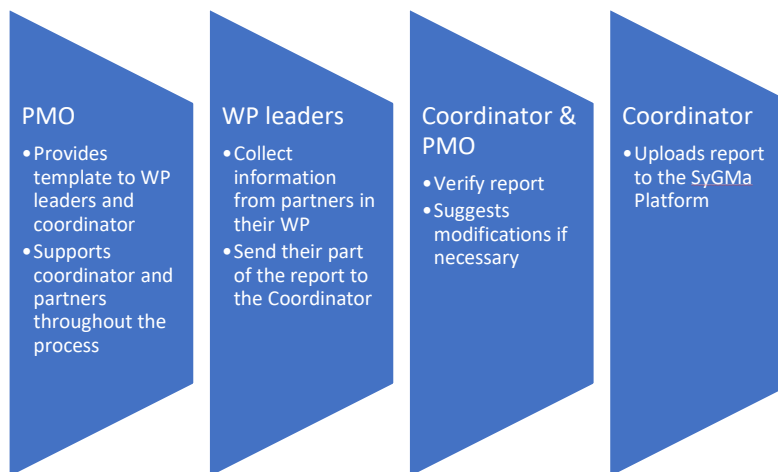 PMO
•Provides
template to WP
leaders and
coordinator
•Supports
coordinator and
partners
throughout the
process
WP leaders
•Collect
information
from partners in
their WP
•Send their part
of the report to
the Coordinator
Coordinator &
PMO
•Verify report
•Suggests
modifications if
necessary
Coordinator
•Uploads report
to the SyGMa
Platform